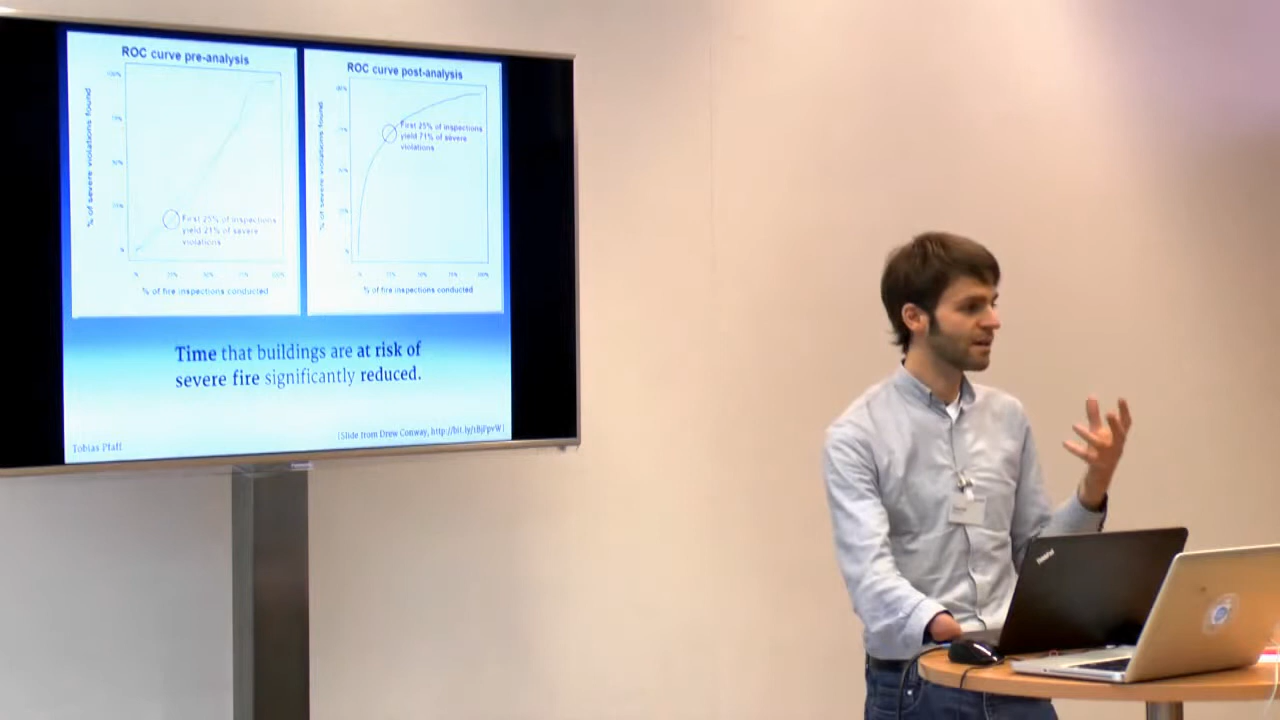 ROC curve pre-analysis
% of severe violations found
First 25% of inspections
yield 21% of severe
violations
% of fire inspections conducted
ROC curve post-analysis
% of severe violations found
First 25% of inspections
yield 71% of severe
violations
100%
% of fire inspections conducted
Time that buildings are at risk of
severe fire significantly reduced.
[Slide from Drew Conway,
Tobias Pfaff
ThinkPad